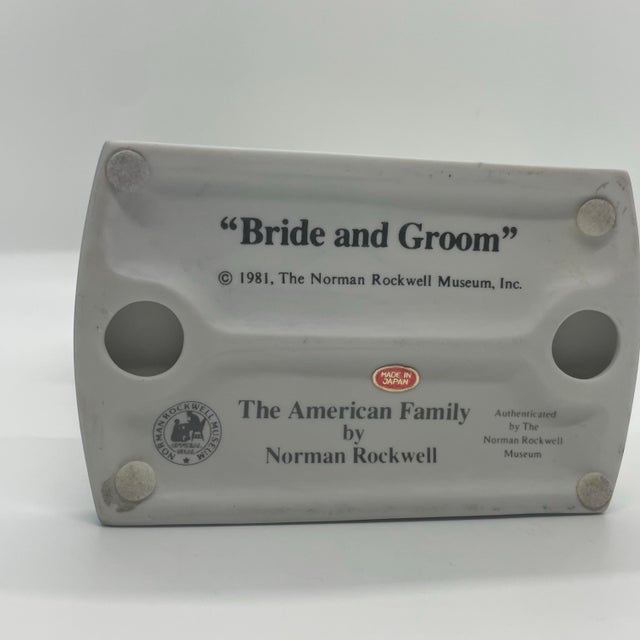 “Bride and Groom”
© 1981, The Norman Rockwell Museum, Inc.
MADE IN
JAPAN
The American Family
by
Norman Rockwell
NORMAN ROCKWELL MUSEUM
Authenticated
by The
Norman Rockwell
Museum